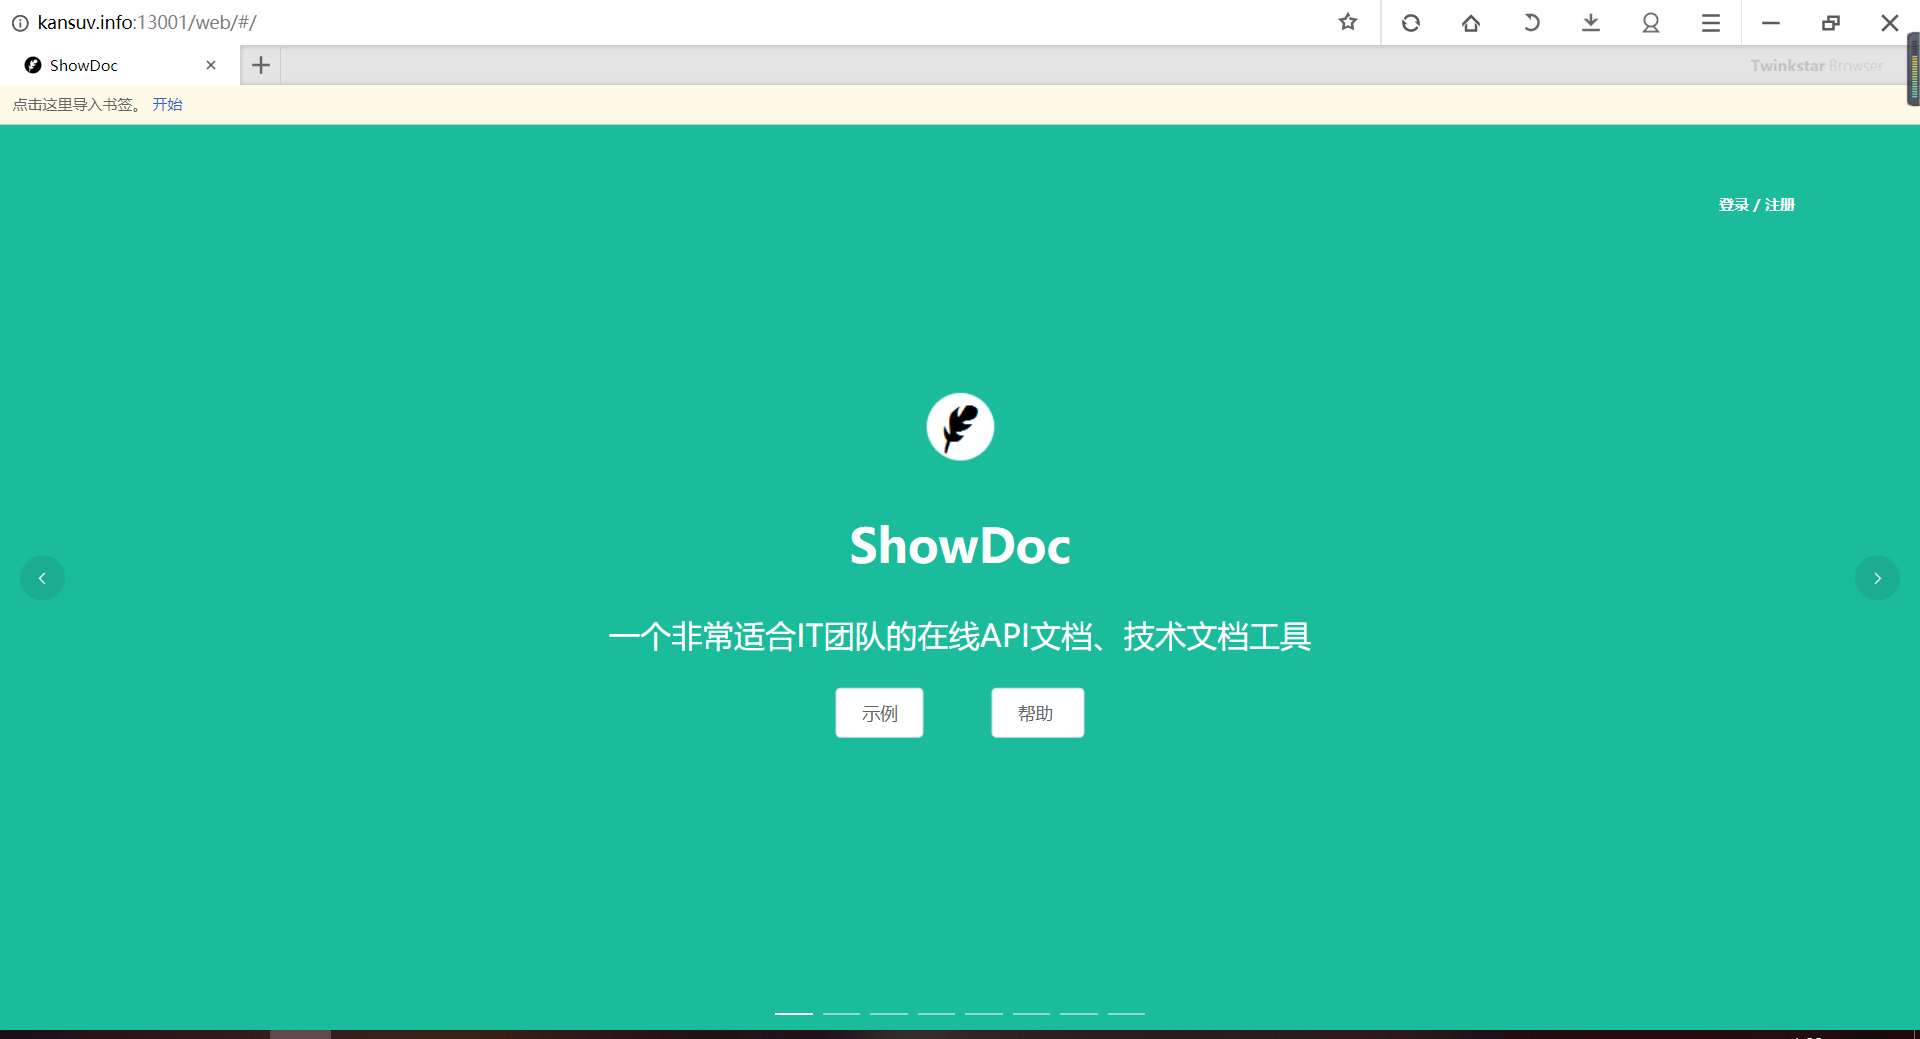 kansuv.info:13001/web/#/
ShowDoc
Twinkstar Browser
点击这里导入书签。 开始
登录 / 注册
ShowDoc
一个非常适合IT团队的在线API文档、技术文档工具
示例
帮助